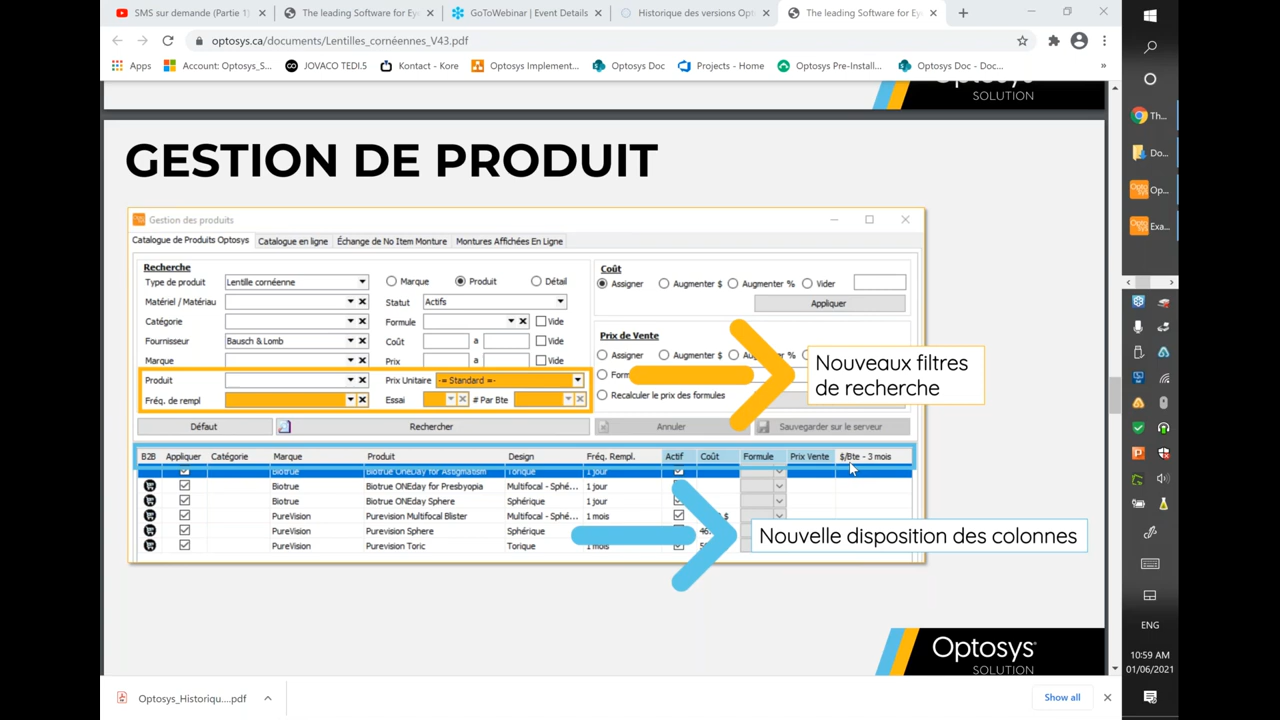 SMS sur demande (Partie 1)
The leading Software for Eye
GoToWebinar | Event Details
Historique des versions Opt
The leading Software for Eye
optosys.ca/documents/Lentilles_cornéennes_V43.pdf
Apps
Account: Optosys_S...
JOVACO TEDI.5
Kontact - Kore
Optosys Implement...
Optosys Doc
Projects - Home
Optosys Pre-Install...
Optosys Doc - Doc...
SOLUTION
GESTION DE PRODUIT
Gestion des produits
Catalogue de Produits Optosys
Catalogue en ligne
Échange de No Item Monture
Montures Affichées En Ligne
Recherche
Type de produit Lentille cornéenne
Marque Produit Détail
Matériel / Matériau
Statut Actifs
Catégorie
Formule Vide
Fournisseur Bausch & Lomb
Coût a Vide
Marque
Prix a Vide
Produit
Prix Unitaire -= Standard =-
Fréq. de rempl
Essai # Par Bte
Coût
Assigner Augmenter $ Augmenter % Vider
Appliquer
Prix de Vente
Assigner Augmenter $ Augmenter %
Recalculer le prix des formules
Nouveaux filtres
de recherche
Défaut Rechercher Annuler Sauvegarder sur le serveur
B2B Appliquer Catégorie Marque Produit Design Fréq. Rempl. Actif Coût Formule Prix Vente $/Bte - 3 mois
Biotrue Biotrue ONEday for Astigmatism Torique 1 jour
Biotrue Biotrue ONEday for Presbyopia Multifocal - Sphé... 1 jour
Biotrue Biotrue ONEday Sphere Sphérique 1 jour
PureVision Purevision Multifocal Blister Multifocal - Sphé... 1 mois
PureVision Purevision Sphere Sphérique
PureVision Purevision Toric Torique 1 mois
Nouvelle disposition des colonnes
Optosys
SOLUTION
Optosys_Historiqu....pdf
Show all
Th...
Do...
Op...
Exa...
ENG
10:59 AM
01/06/2021